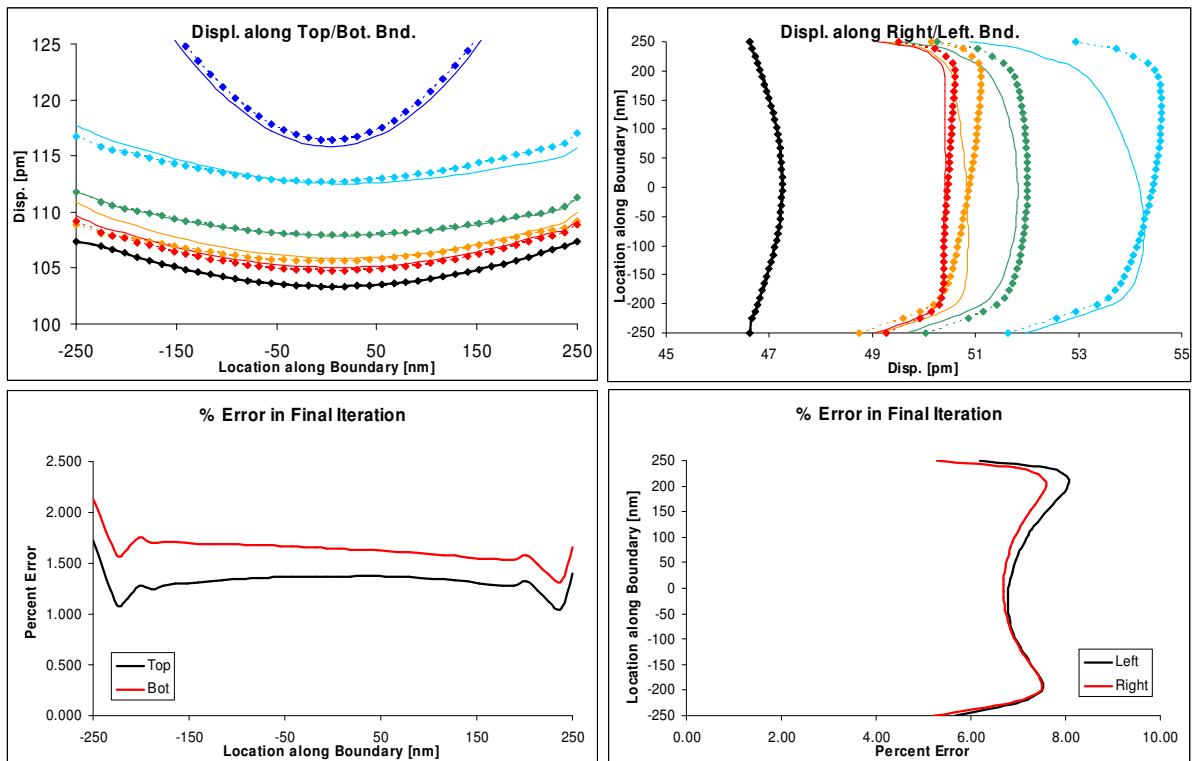 Displ. along Top/Bot. Bnd.
125
120
115
110
105
100
Disp. [pm]
-250 -150 -50 50 150 250
Location along Boundary [nm]
Displ. along Right/Left. Bnd.
250
200
150
100
50
0
-50
-100
-150
-200
-250
Location along Boundary [nm]
45 47 49 51 53 55
Disp. [pm]
% Error in Final Iteration
2.500
2.000
1.500
1.000
0.500
0.000
Percent Error
Top
Bot
-250 -150 -50 50 150 250
Location along Boundary [nm]
% Error in Final Iteration
250
200
150
100
50
0
-50
-100
-150
-200
-250
Location along Boundary [nm]
Left
Right
0.00 2.00 4.00 6.00 8.00 10.00
Percent Error